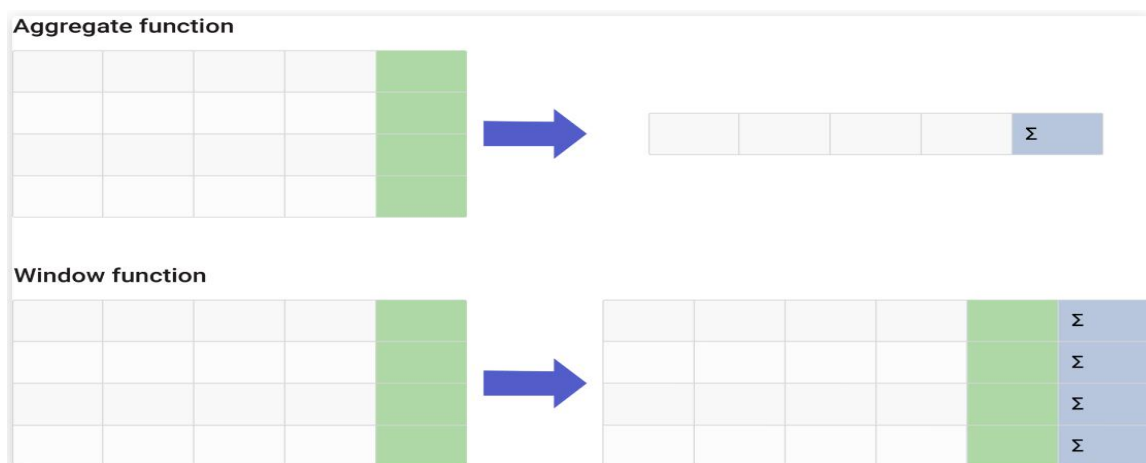 Aggregate function
Σ
Window function
Σ
Σ
Σ
Σ